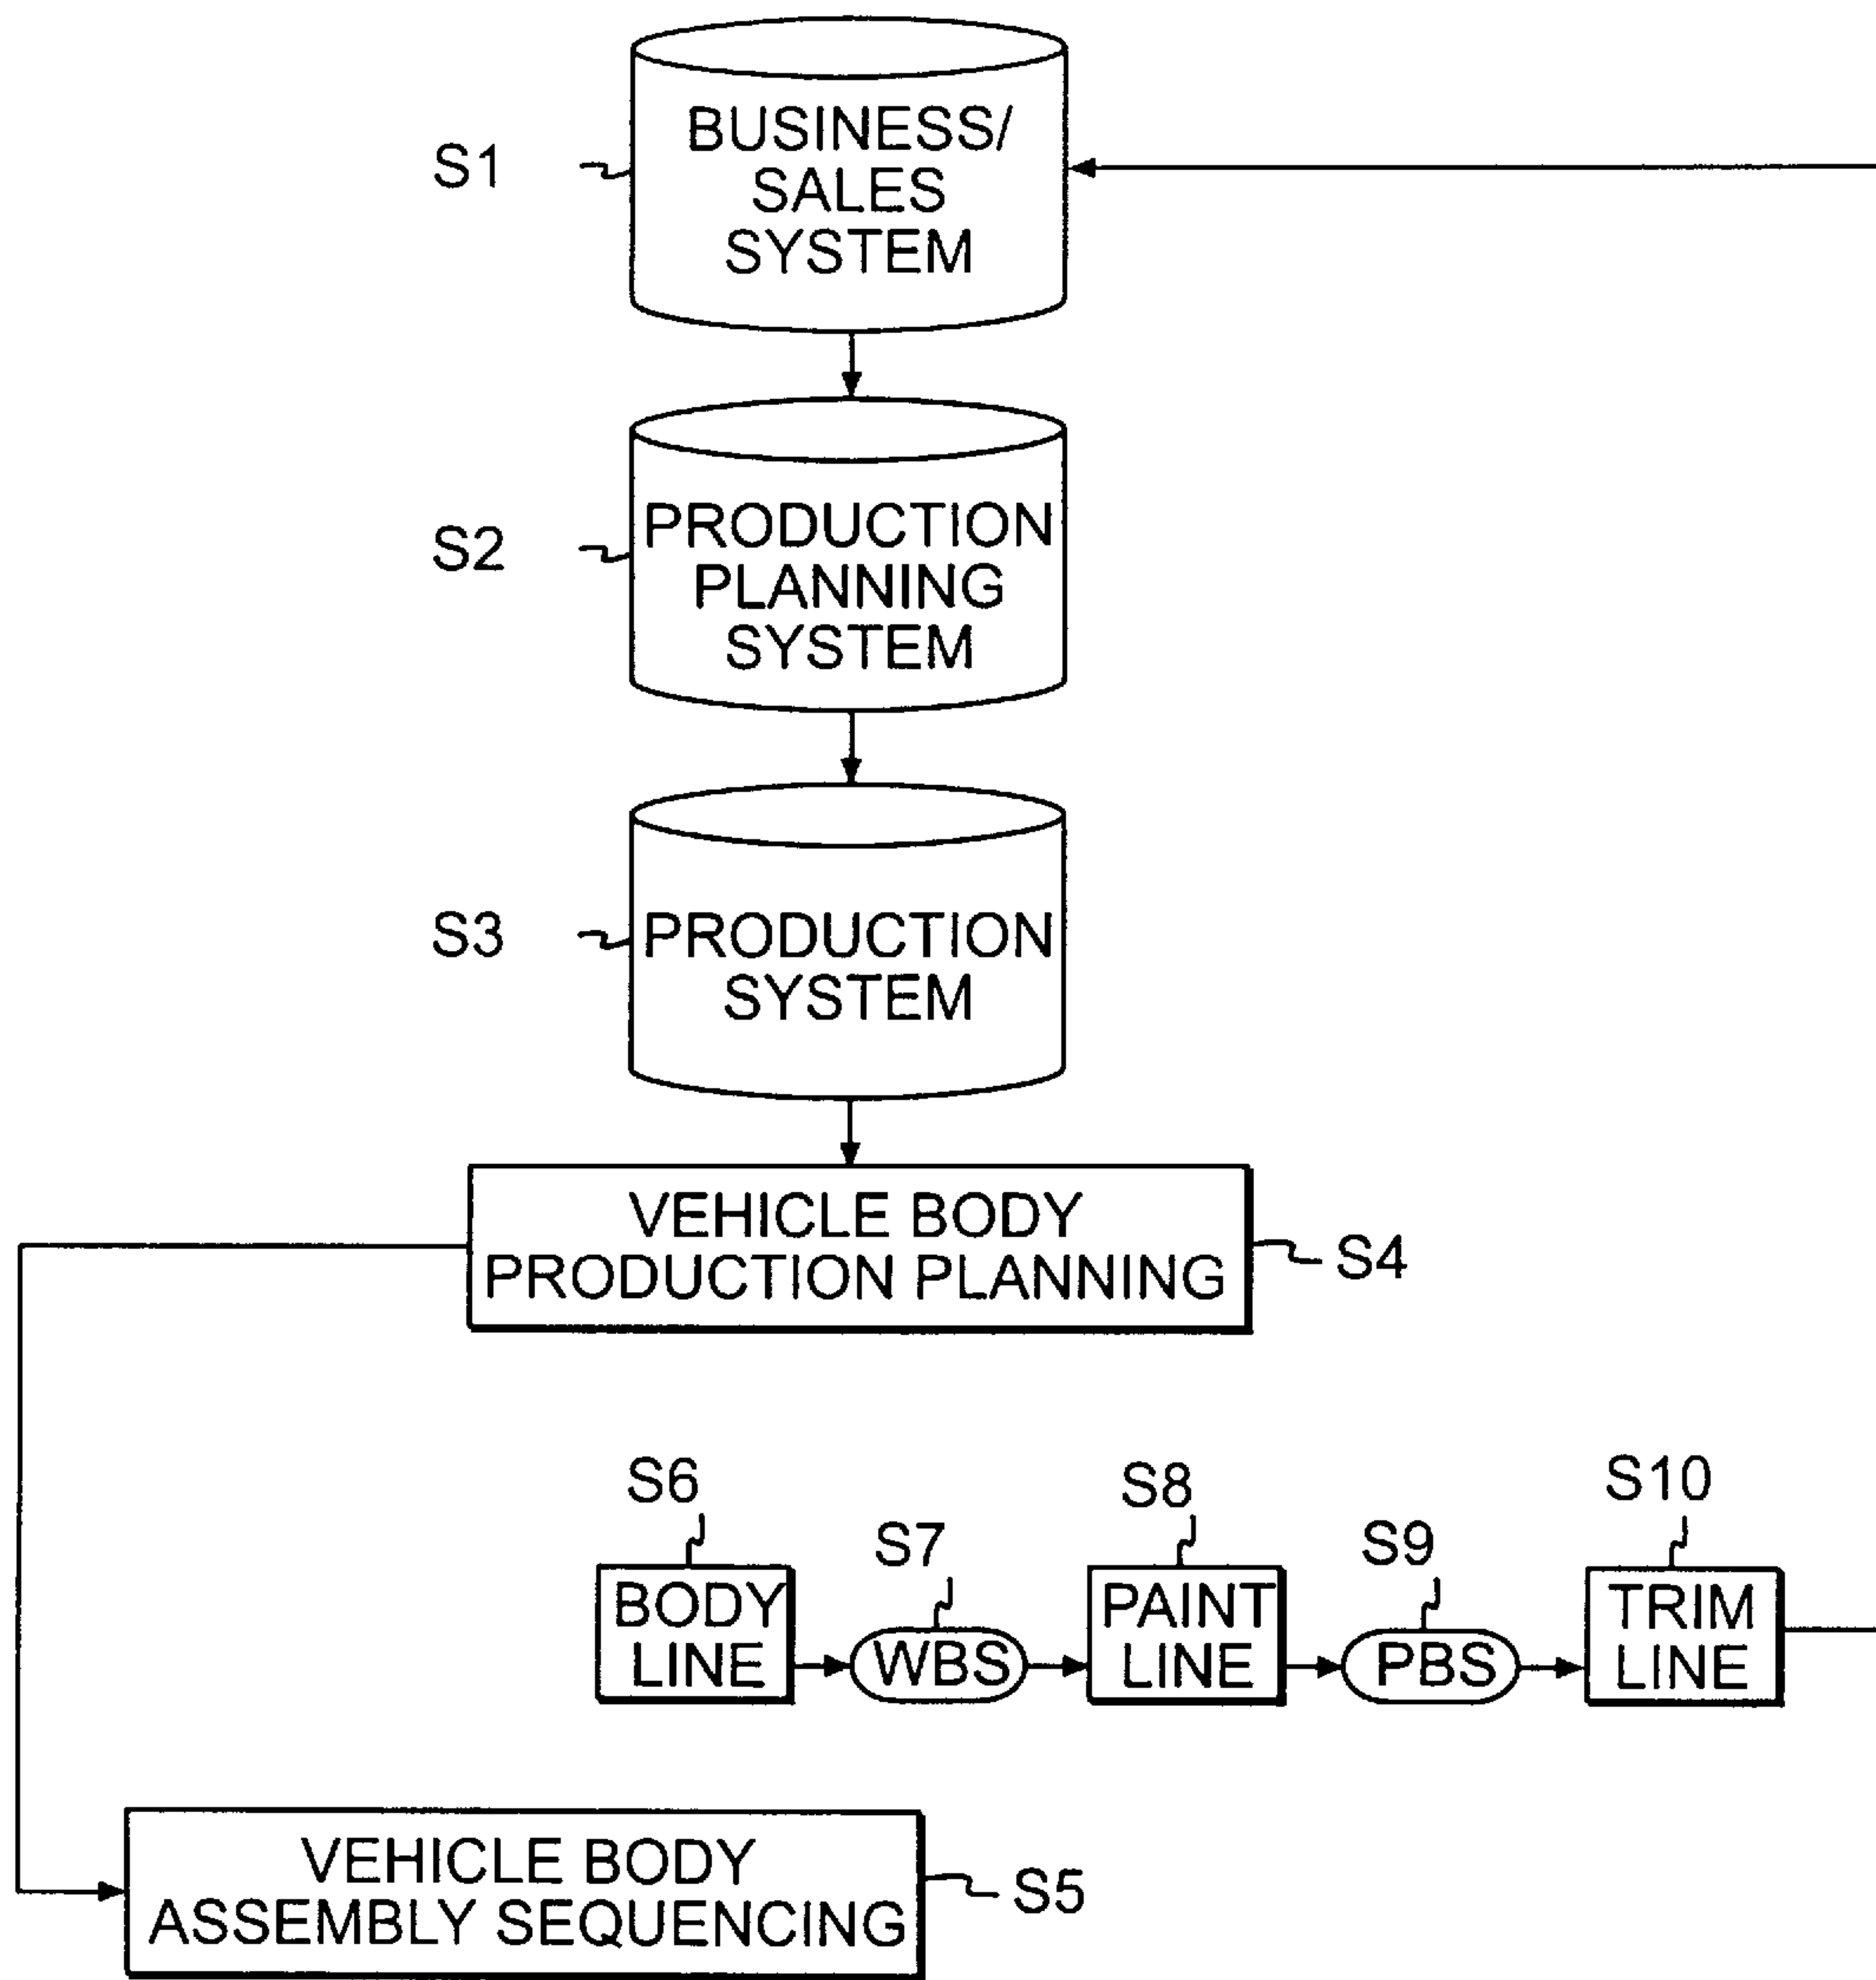 S1
BUSINESS/
SALES
SYSTEM
S2
PRODUCTION
PLANNING
SYSTEM
S3
PRODUCTION
SYSTEM
VEHICLE BODY
PRODUCTION PLANNING
S4
S6
S7
S8
S9
S10
BODY
LINE
WBS
PAINT
LINE
PBS
TRIM
LINE
VEHICLE BODY
ASSEMBLY SEQUENCING
S5